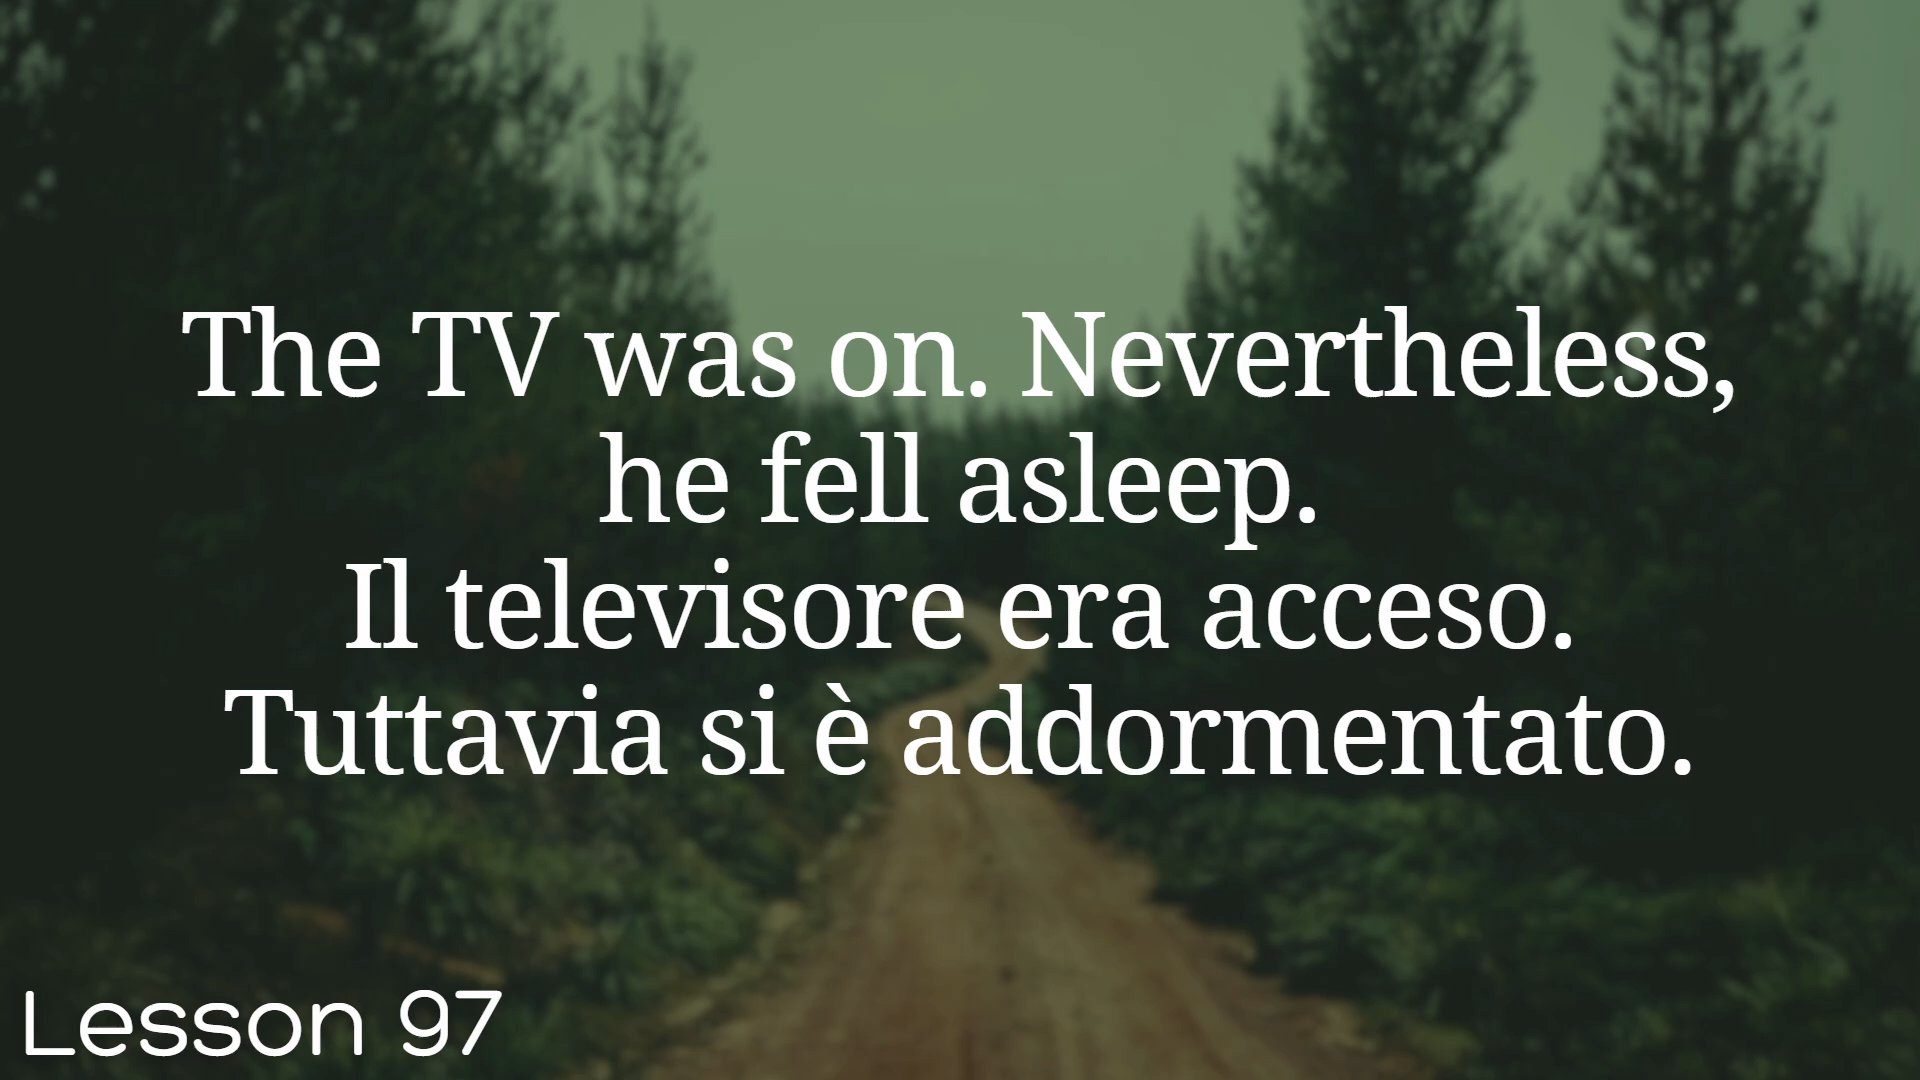 The TV was on. Nevertheless,
he fell asleep.
Il televisore era acceso.
Tuttavia si è addormentato.
Lesson 97